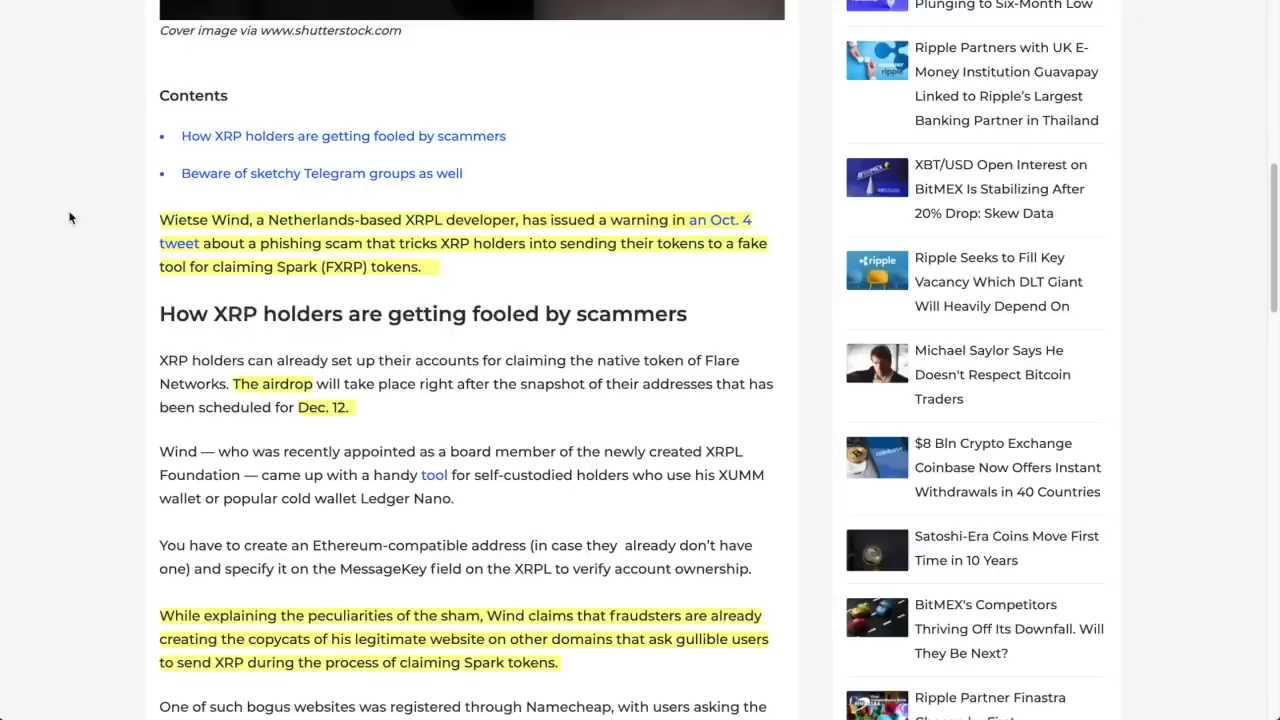 Cover image via www.shutterstock.com
Contents
How XRP holders are getting fooled by scammers
Beware of sketchy Telegram groups as well
Wietse Wind, a Netherlands-based XRPL developer, has issued a warning in an Oct. 4
tweet about a phishing scam that tricks XRP holders into sending their tokens to a fake
tool for claiming Spark (FXRP) tokens.
How XRP holders are getting fooled by scammers
XRP holders can already set up their accounts for claiming the native token of Flare
Networks. The airdrop will take place right after the snapshot of their addresses that has
been scheduled for Dec. 12.
Wind — who was recently appointed as a board member of the newly created XRPL
Foundation — came up with a handy tool for self-custodied holders who use his XUMM
wallet or popular cold wallet Ledger Nano.
You have to create an Ethereum-compatible address (in case they already don't have
one) and specify it on the MessageKey field on the XRPL to verify account ownership.
While explaining the peculiarities of the sham, Wind claims that fraudsters are already
creating the copycats of his legitimate website on other domains that ask gullible users
to send XRP during the process of claiming Spark tokens.
One of such bogus websites was registered through Namecheap, with users asking the
Plunging to Six-Month Low
Ripple Partners with UK E-
Money Institution Guavapay
Linked to Ripple's Largest
Banking Partner in Thailand
XBT/USD Open Interest on
BitMEX Is Stabilizing After
20% Drop: Skew Data
ripple
Ripple Seeks to Fill Key
Vacancy Which DLT Giant
Will Heavily Depend On
Michael Saylor Says He
Doesn't Respect Bitcoin
Traders
$8 Bln Crypto Exchange
Coinbase Now Offers Instant
Withdrawals in 40 Countries
Satoshi-Era Coins Move First
Time in 10 Years
BitMEX's Competitors
Thriving Off Its Downfall. Will
They Be Next?
Ripple Partner Finastra